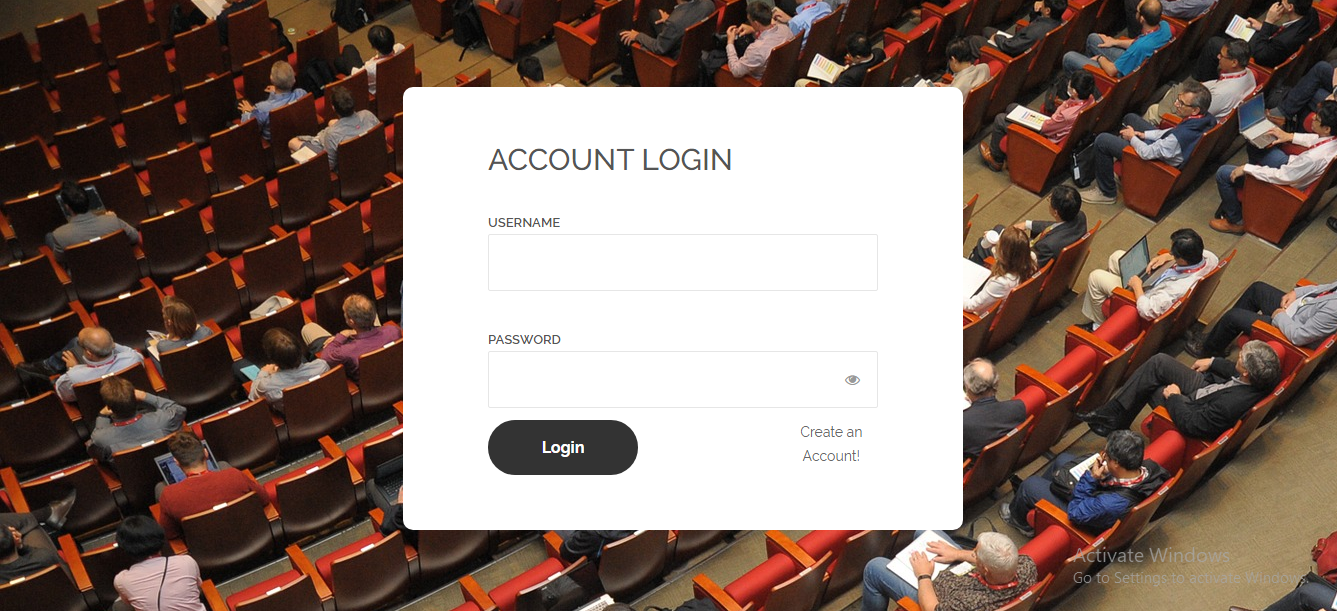 ACCOUNT LOGIN
USERNAME
PASSWORD
Login
Create an
Account!
Activate Windows
Go to Settings to activate Windows.